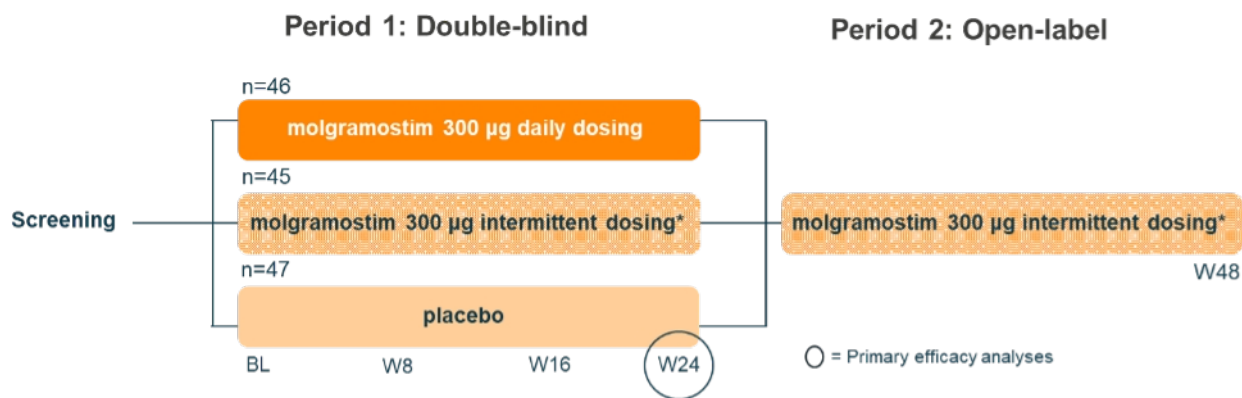 Period 1: Double-blind
Period 2: Open-label
n=46
molgramostim 300 µg daily dosing
n=45
Screening
molgramostim 300 µg intermittent dosing*
molgramostim 300 µg intermittent dosing*
n=47
W48
placebo
BL
W8
W16
W24
= Primary efficacy analyses